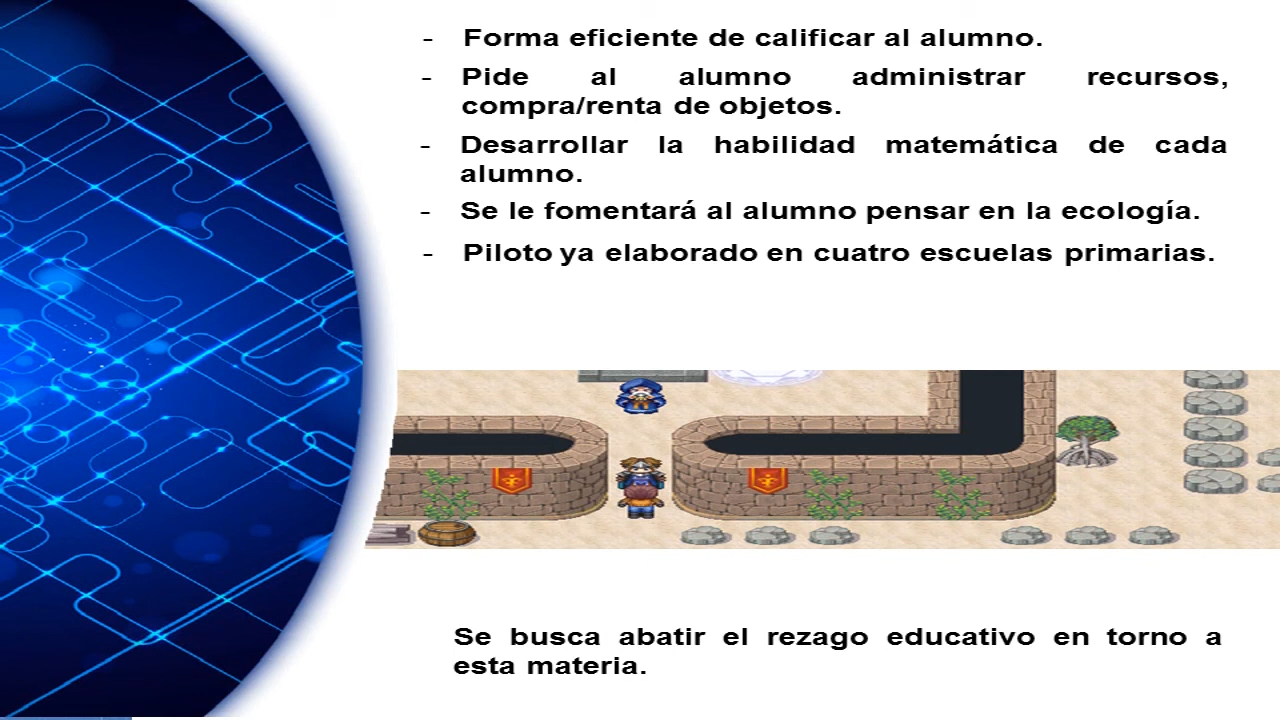 - Forma eficiente de calificar al alumno.
- Pide al alumno administrar recursos,
compra/renta de objetos.
- Desarrollar la habilidad matemática de cada
alumno.
- Se le fomentará al alumno pensar en la ecología.
- Piloto ya elaborado en cuatro escuelas primarias.
Se busca abatir el rezago educativo en torno a
esta materia.